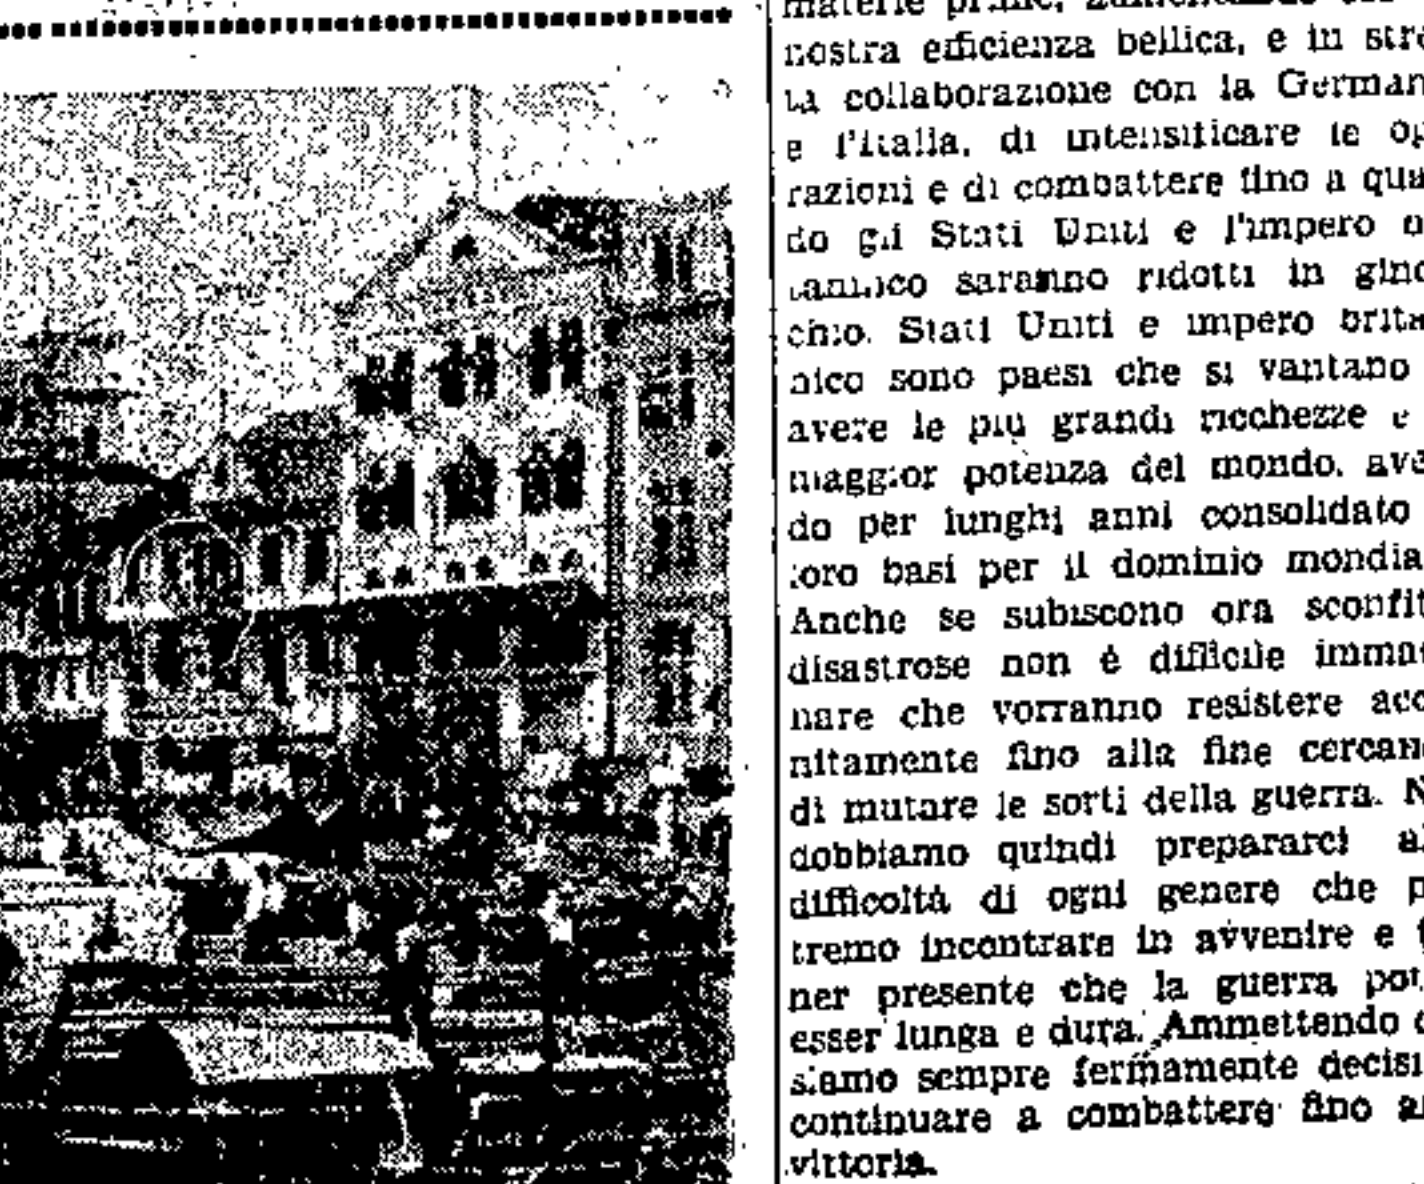 nostra efficienza bellica, e in stre
collaborazione con la German
e l'Italia, di intensificare le op
razioni e di combattere fino a qua
do gli Stati Uniti e l'impero
saranno ridotti in gino
chio. Stati Uniti e impero brita
nico sono paesi che si vantano
avere le più grandi ricchezze e
maggior potenza del mondo, ave
do per lunghi anni consolidato
loro basi per il dominio mondia
Anche se subiscono ora sconfit
disastrose non è difficile imma
nare che vorranno resistere acc
nitamente fino alla fine cercan
di mutare le sorti della guerra. N
dobbiamo quindi prepararci al
difficoltà di ogni genere che p
tremo incontrare in avvenire e t
ner presente che la guerra pot
esser lunga e dura. Ammettendo c
siamo sempre fermamente decisi
continuare a combattere fino a
vittoria.